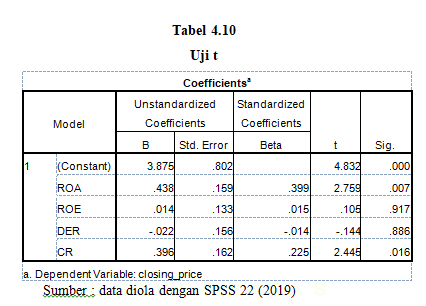 Tabel 4.10
Uji t
Coefficientsa
Model Unstandardized Coefficients Standardized Coefficients t Sig.
B Std. Error Beta
1 (Constant) 3.875 .802 4.832 .000
ROA .438 .159 .399 2.759 .007
ROE .014 .133 .015 .105 .917
DER -.022 .156 -.014 -.144 .886
CR .396 .162 .225 2.445 .016
a. Dependent Variable: closing_price
Sumber : data diola dengan SPSS 22 (2019)